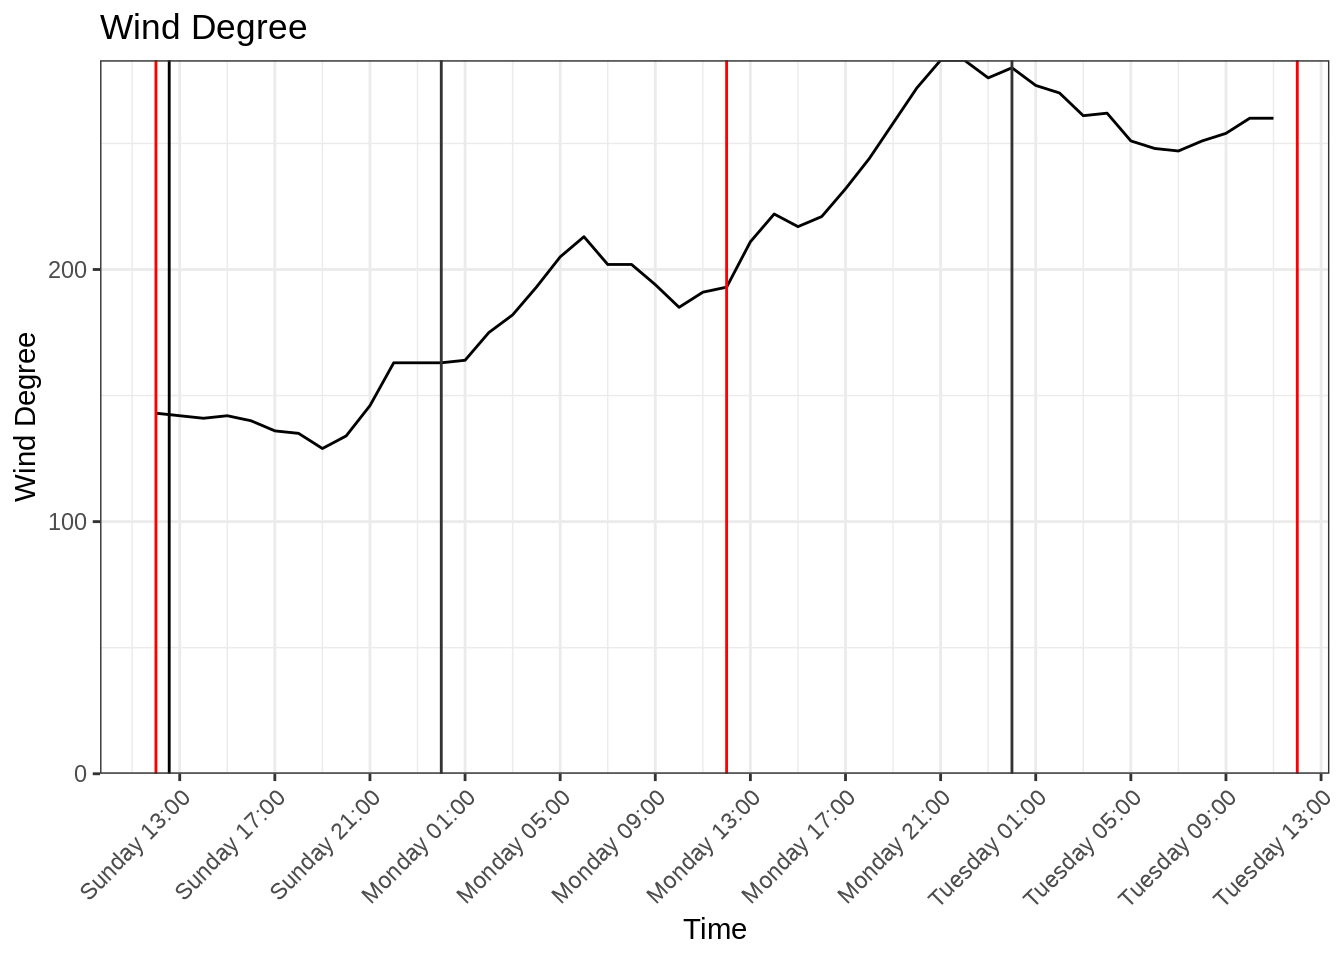 Wind Degree
Wind Degree
200
100
0
Sunday 13:00
Sunday 17:00
Sunday 21:00
Monday 01:00
Monday 05:00
Monday 09:00
Monday 13:00
Monday 17:00
Monday 21:00
Tuesday 01:00
Tuesday 05:00
Tuesday 09:00
Tuesday 13:00
Time